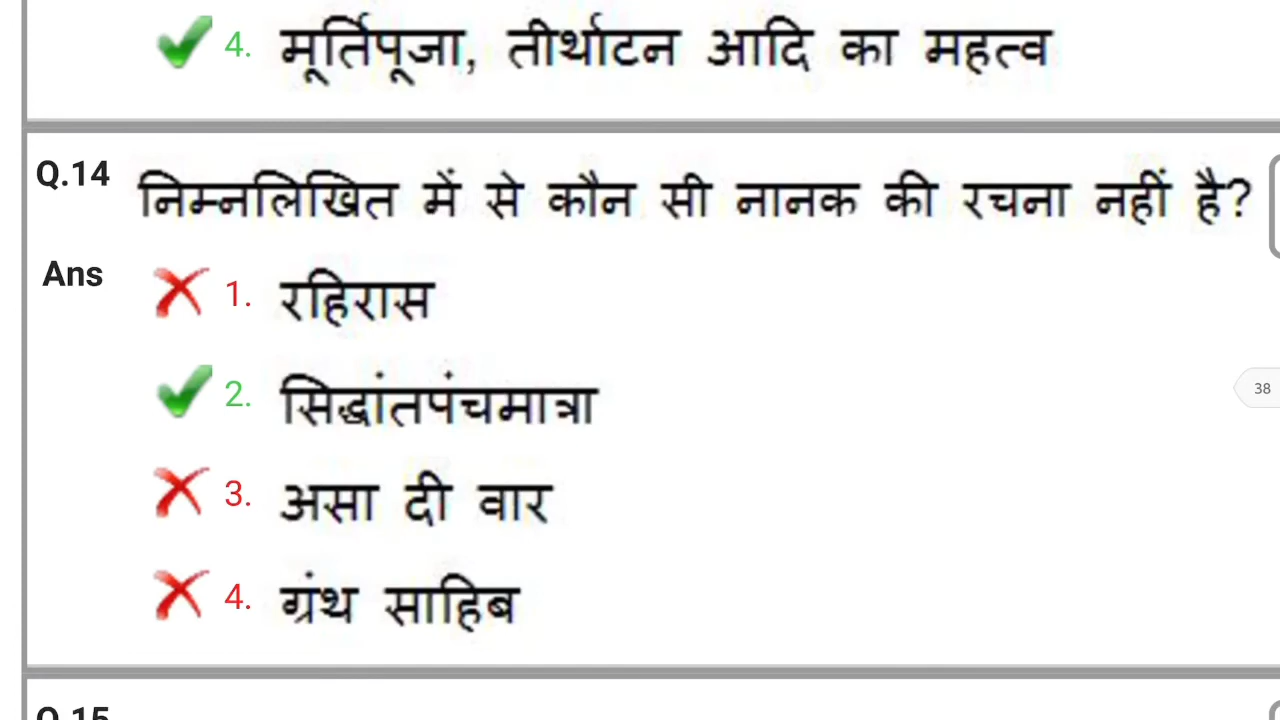 4. मूर्तिपूजा, तीर्थाटन आदि का महत्व
Q.14 निम्नलिखित में से कौन सी नानक की रचना नहीं है?
Ans 1. रहिरास
2. सिद्धांतपंचमात्रा
38
3. असा दी वार
4. ग्रंथ साहिब
Q.15